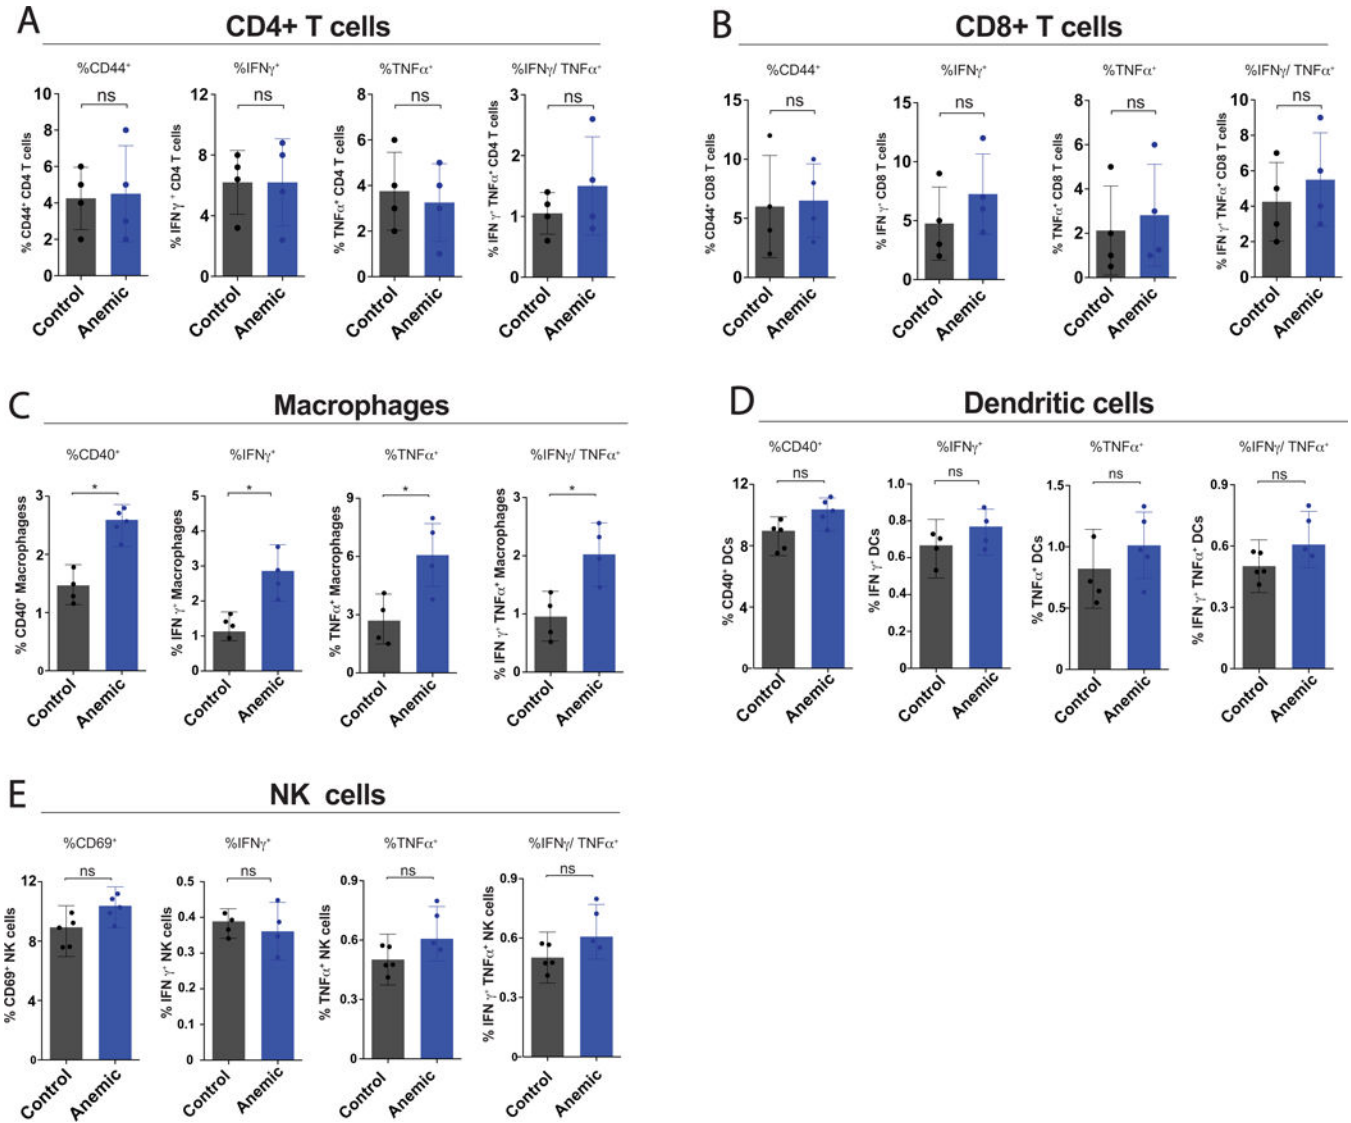 A CD4+ T cells
%CD44⁺ %IFNγ⁺ %TNFα⁺ %IFNγ/ TNFα⁺
ns ns ns ns
% CD44⁺ CD4 T cells
10
8
6
4
2
0
% IFN γ⁺ CD4 T cells
12
9
6
3
0
% TNFα⁺ CD4 T cells
8
6
4
2
0
% IFN γ⁺ TNFα⁺ CD4 T cells
3
2
1
0
Control Anemic Control Anemic Control Anemic Control Anemic
B CD8+ T cells
%CD44⁺ %IFNγ⁺ %TNFα⁺ %IFNγ/ TNFα⁺
ns ns ns ns
% CD44⁺ CD8 T cells
15
10
5
0
% IFN γ⁺ CD8 T cells
15
10
5
0
% TNFα⁺ CD8 T cells
8
6
4
2
0
% IFN γ⁺ TNFα⁺ CD8 T cells
10
8
6
4
2
0
Control Anemic Control Anemic Control Anemic Control Anemic
C Macrophages
%CD40⁺ %IFNγ⁺ %TNFα⁺ %IFNγ/ TNFα⁺
* * * *
% CD40⁺ Macrophagess
3
2
1
0
% IFN γ⁺ Macrophages
5
4
3
2
1
0
% TNFα⁺ Macrophages
9
6
3
0
% IFN γ⁺ TNFα⁺ Macrophages
3
2
1
0
Control Anemic Control Anemic Control Anemic Control Anemic
D Dendritic cells
%CD40⁺ %IFNγ⁺ %TNFα⁺ %IFNγ/ TNFα⁺
ns ns ns ns
% CD40⁺ DCs
12
8
4
0
% IFN γ⁺ DCs
1.0
0.8
0.6
0.4
0.2
0
% TNFα⁺ DCs
1.5
1.0
0.5
0
% IFN γ⁺ TNFα⁺ DCs
0.9
0.6
0.3
0
Control Anemic Control Anemic Control Anemic Control Anemic
E NK cells
%CD69⁺ %IFNγ⁺ %TNFα⁺ %IFNγ/ TNFα⁺
ns ns ns ns
% CD69⁺ NK cells
12
8
4
0
% IFN γ⁺ NK cells
0.5
0.4
0.3
0.2
0.1
0
% TNFα⁺ NK cells
0.9
0.6
0.3
0
% IFN γ⁺ TNFα⁺ NK cells
0.9
0.6
0.3
0
Control Anemic Control Anemic Control Anemic Control Anemic